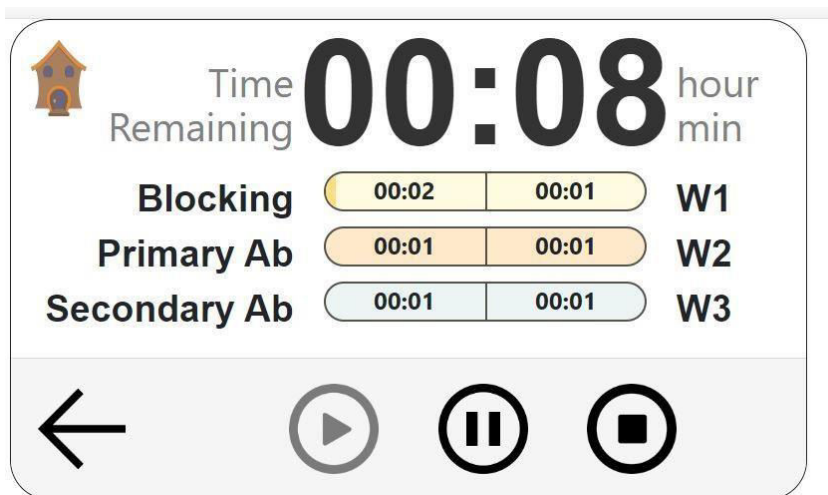 Time Remaining 00:08 hour min
Blocking 00:02 00:01 W1
Primary Ab 00:01 00:01 W2
Secondary Ab 00:01 00:01 W3